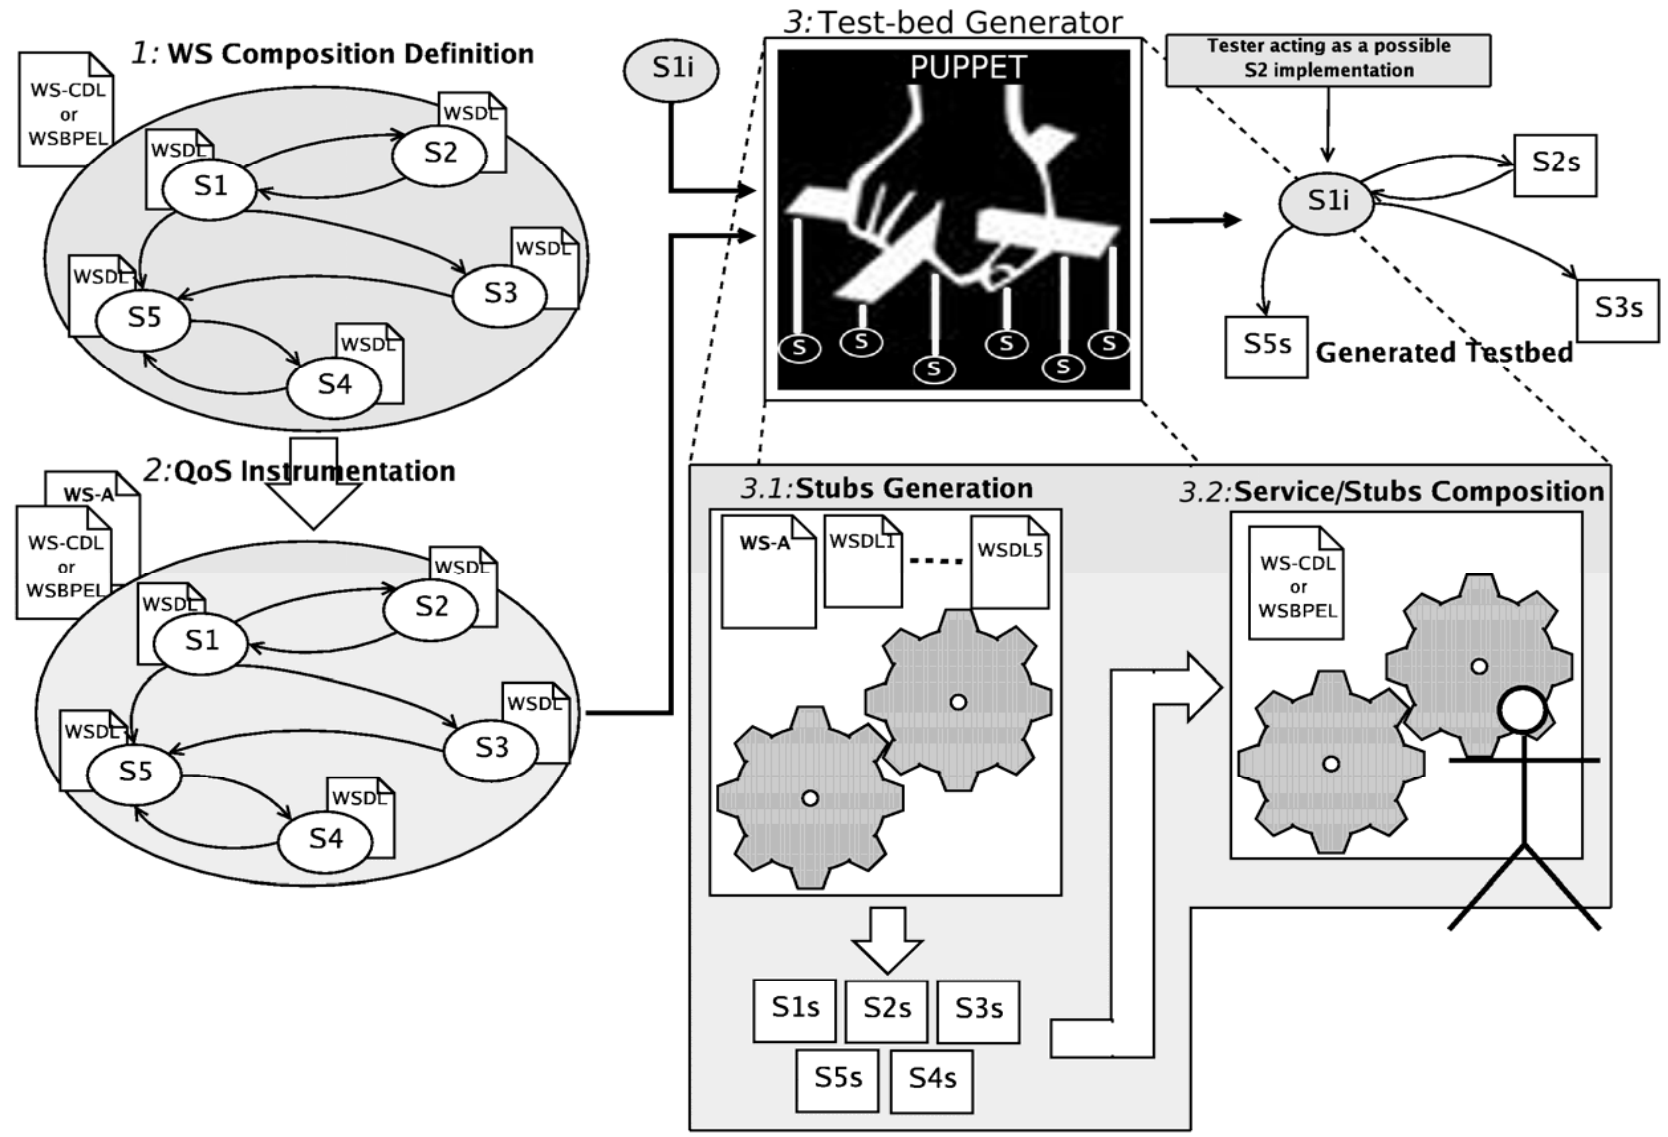 1: WS Composition Definition
WS-CDL
or
WSBPEL
WSDL
S1
WSDL
S2
WSDL
S3
WSDL
S5
WSDL
S4
2:QoS Instrumentation
WS-A
WS-CDL
or
WSBPEL
WSDL
S1
WSDL
S2
WSDL
S3
WSDL
S5
WSDL
S4
S1i
3: Test-bed Generator
PUPPET
S
S
S
S
S
S
Tester acting as a possible
S2 implementation
S1i
S2s
S3s
S5s
Generated Testbed
3.1:Stubs Generation
WS-A
WSDL1
WSDL5
S1s
S2s
S3s
S5s
S4s
3.2:Service/Stubs Composition
WS-CDL
or
WSBPEL